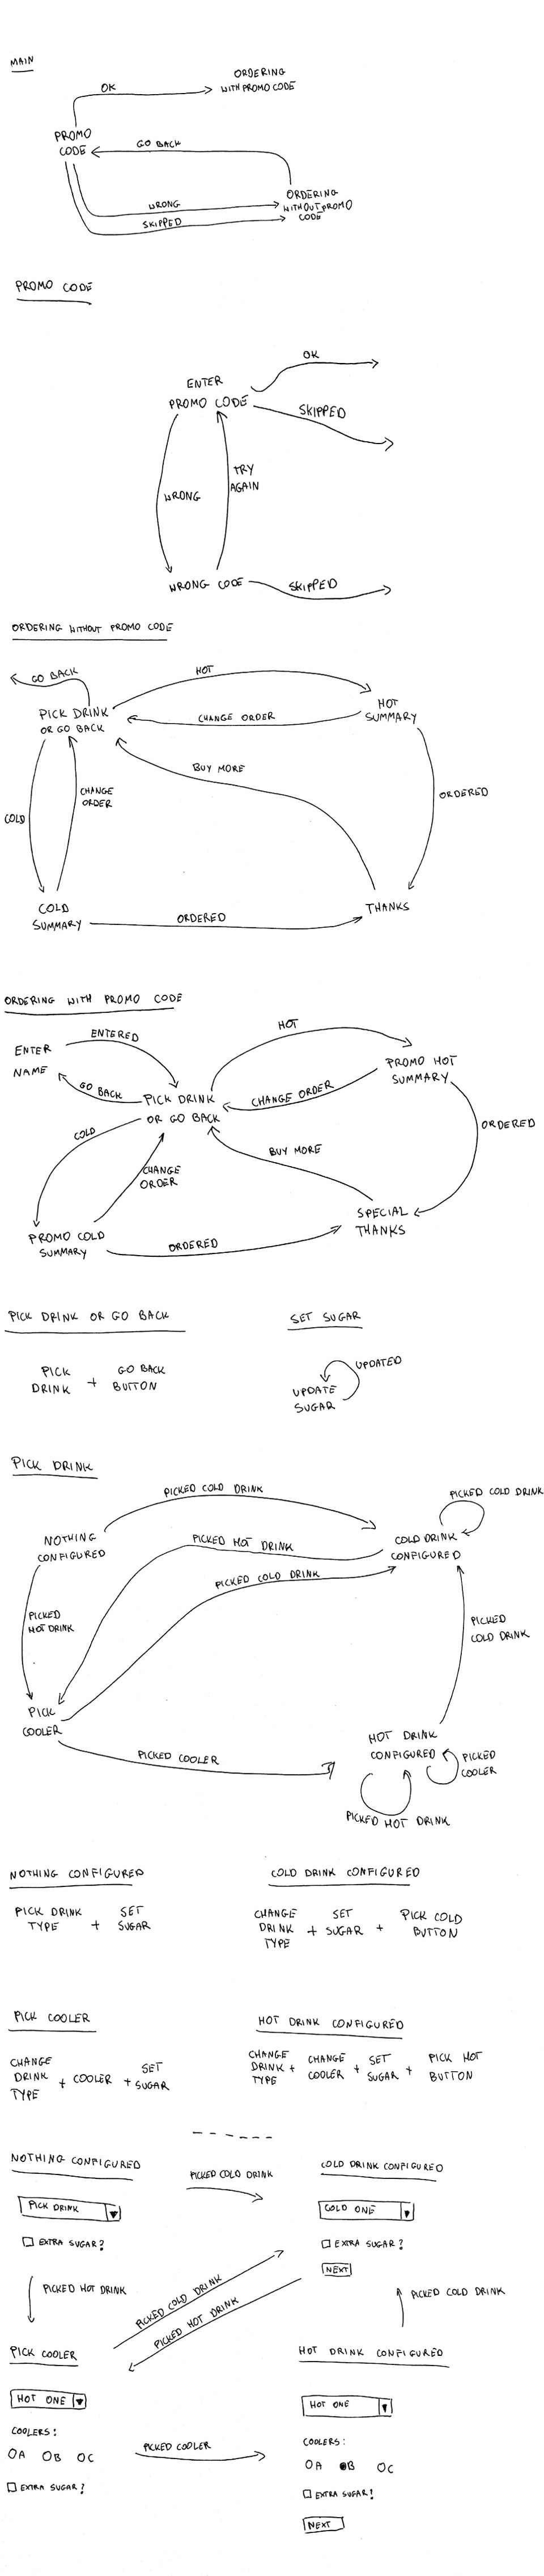 MAIN
OK
ORDERING
WITH PROMO CODE
PROMO
CODE
GO BACK
WRONG
SKIPPED
ORDERING
WITHOUT PROMO
CODE
PROMO CODE
ENTER
PROMO CODE
OK
SKIPPED
WRONG
TRY
AGAIN
WRONG CODE
SKIPPED
ORDERING WITHOUT PROMO CODE
GO BACK
HOT
PICK DRINK
OR GO BACK
CHANGE ORDER
HOT
SUMMARY
BUY MORE
CHANGE
ORDER
COLD
ORDERED
COLD
SUMMARY
ORDERED
THANKS
ORDERING WITH PROMO CODE
ENTERED
HOT
ENTER
NAME
GO BACK
PICK DRINK
OR GO BACK
CHANGE ORDER
PROMO HOT
SUMMARY
COLD
CHANGE
ORDER
BUY MORE
ORDERED
PROMO COLD
SUMMARY
ORDERED
SPECIAL
THANKS
PICK DRINK OR GO BACK
PICK
DRINK
+
GO BACK
BUTTON
SET SUGAR
UPDATED
UPDATE
SUGAR
PICK DRINK
PICKED COLD DRINK
PICKED COLD DRINK
NOTHING
CONFIGURED
PICKED HOT DRINK
COLD DRINK
CONFIGURED
PICKED COLD DRINK
PICKED
HOT DRINK
PICKED
COLD DRINK
PICK
COOLER
PICKED COOLER
HOT DRINK
CONFIGURED
PICKED
COOLER
PICKED HOT DRINK
NOTHING CONFIGURED
PICK DRINK
TYPE
+
SET
SUGAR
COLD DRINK CONFIGURED
CHANGE
DRINK
TYPE
+
SET
SUGAR
+
PICK COLD
BUTTON
PICK COOLER
CHANGE
DRINK
TYPE
+
COOLER
+
SET
SUGAR
HOT DRINK CONFIGURED
CHANGE
DRINK
TYPE
+
CHANGE
COOLER
+
SET
SUGAR
+
PICK HOT
BUTTON
NOTHING CONFIGURED
PICKED COLD DRINK
COLD DRINK CONFIGURED
PICK DRINK
EXTRA SUGAR?
COLD ONE
EXTRA SUGAR?
NEXT
PICKED HOT DRINK
PICKED COLD DRINK
PICKED HOT DRINK
PICKED COLD DRINK
PICK COOLER
HOT ONE
COOLERS:
A B C
EXTRA SUGAR?
PICKED COOLER
HOT DRINK CONFIGURED
HOT ONE
COOLERS:
A B C
EXTRA SUGAR?
NEXT